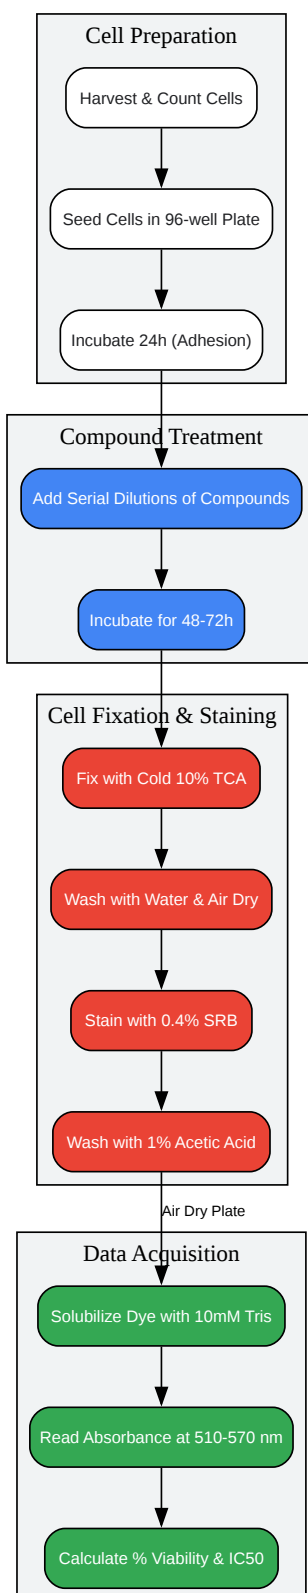 Cell Preparation
Harvest & Count Cells
Seed Cells in 96-well Plate
Incubate 24h (Adhesion)
Compound Treatment
Add Serial Dilutions of Compounds
Incubate for 48-72h
Cell Fixation & Staining
Fix with Cold 10% TCA
Wash with Water & Air Dry
Stain with 0.4% SRB
Wash with 1% Acetic Acid
Air Dry Plate
Data Acquisition
Solubilize Dye with 10mM Tris
Read Absorbance at 510-570 nm
Calculate % Viability & IC50